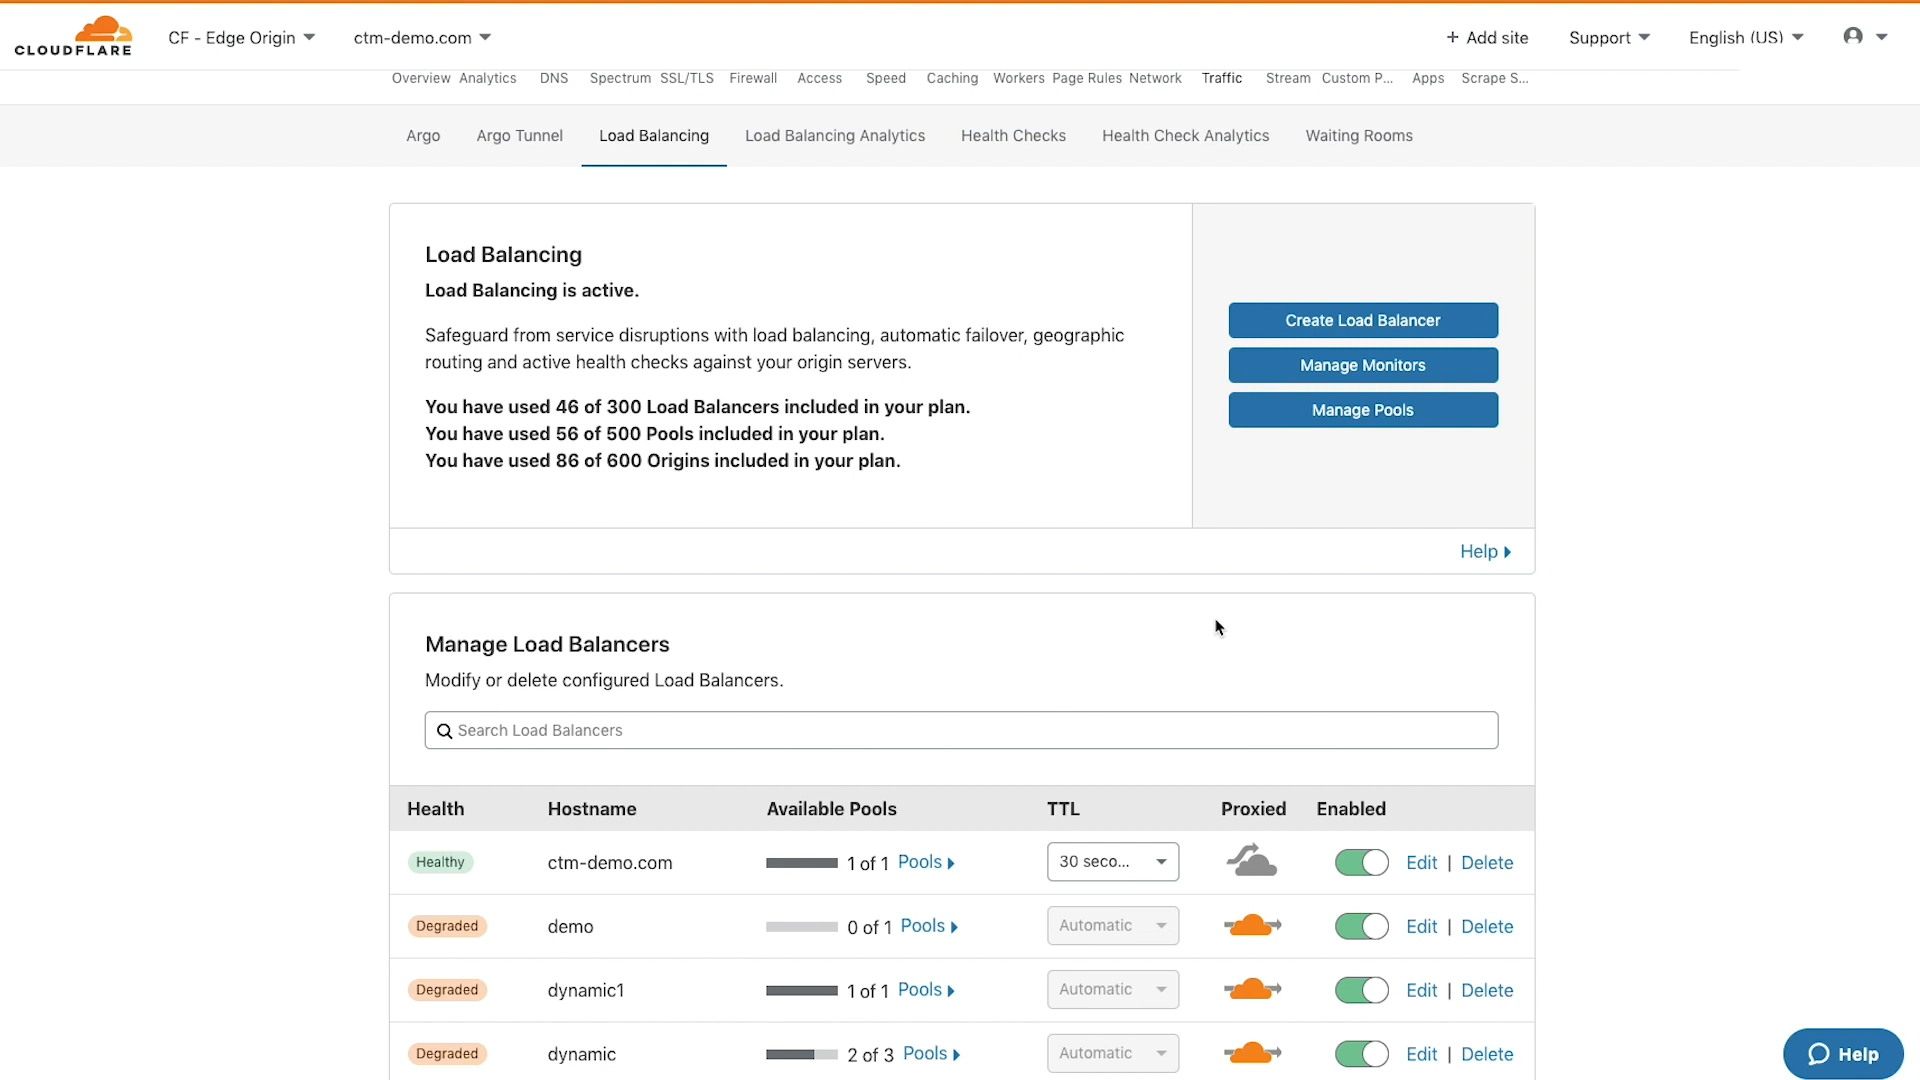 CLOUDFLARE
CF - Edge Origin
ctm-demo.com
+ Add site
Support
English (US)
Overview Analytics DNS Spectrum SSL/TLS Firewall Access Speed Caching Workers Page Rules Network Traffic Stream Custom P... Apps Scrape S...
Argo Argo Tunnel Load Balancing Load Balancing Analytics Health Checks Health Check Analytics Waiting Rooms
Load Balancing
Load Balancing is active.
Safeguard from service disruptions with load balancing, automatic failover, geographic
routing and active health checks against your origin servers.
You have used 46 of 300 Load Balancers included in your plan.
You have used 56 of 500 Pools included in your plan.
You have used 86 of 600 Origins included in your plan.
Create Load Balancer
Manage Monitors
Manage Pools
Help
Manage Load Balancers
Modify or delete configured Load Balancers.
Search Load Balancers
Health Hostname Available Pools TTL Proxied Enabled
Healthy ctm-demo.com 1 of 1 Pools 30 seco... Edit | Delete
Degraded demo 0 of 1 Pools Automatic Edit | Delete
Degraded dynamic1 1 of 1 Pools Automatic Edit | Delete
Degraded dynamic 2 of 3 Pools Automatic Edit | Delete
Help